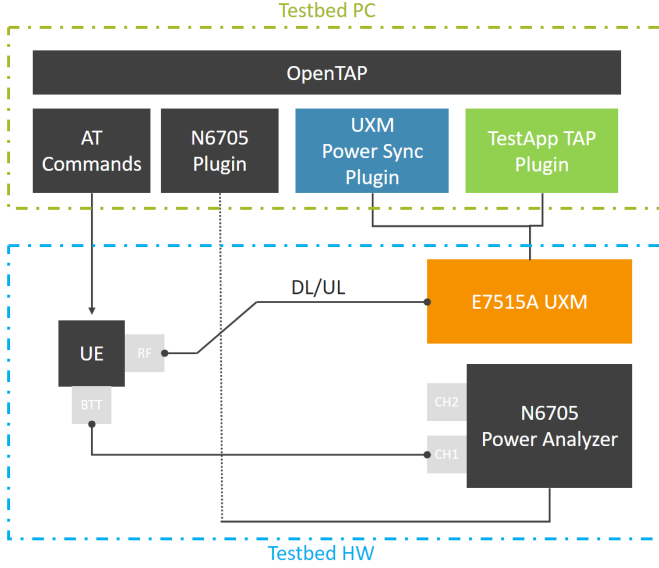 Testbed PC
OpenTAP
AT
Commands
N6705
Plugin
UXM
Power Sync
Plugin
TestApp TAP
Plugin
DL/UL
E7515A UXM
UE
RF
BTT
CH2
CH1
N6705
Power Analyzer
Testbed HW